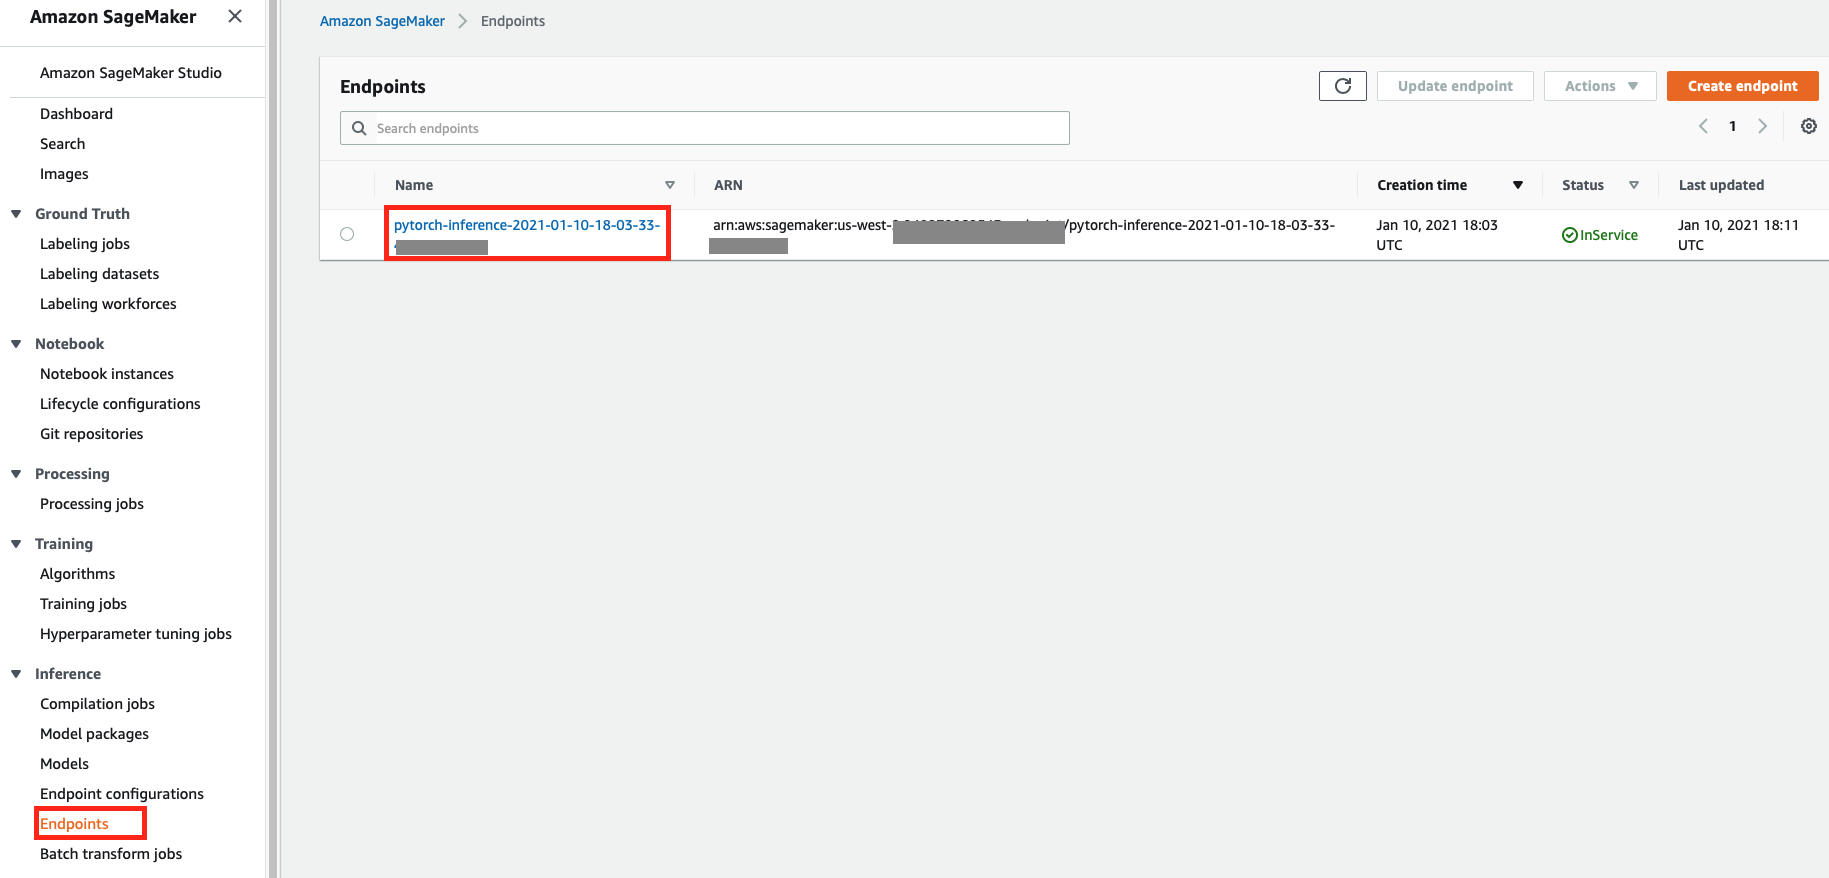 Amazon SageMaker
Amazon SageMaker Studio
Dashboard
Search
Images
Ground Truth
Labeling jobs
Labeling datasets
Labeling workforces
Notebook
Notebook instances
Lifecycle configurations
Git repositories
Processing
Processing jobs
Training
Algorithms
Training jobs
Hyperparameter tuning jobs
Inference
Compilation jobs
Model packages
Models
Endpoint configurations
Endpoints
Batch transform jobs
Amazon SageMaker > Endpoints
Endpoints
Update endpoint
Actions
Create endpoint
Search endpoints
1
Name
ARN
Creation time
Status
Last updated
pytorch-inference-2021-01-10-18-03-33-
arn:aws:sagemaker:us-west-
/pytorch-inference-2021-01-10-18-03-33-
Jan 10, 2021 18:03
UTC
InService
Jan 10, 2021 18:11
UTC